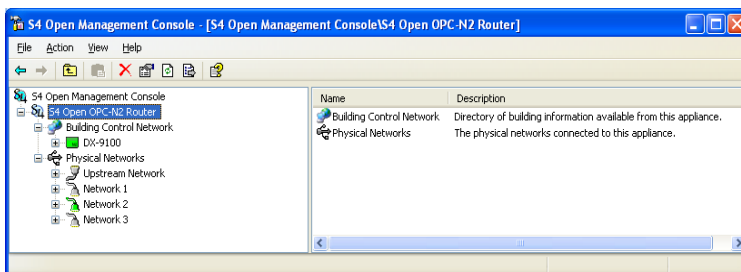 S4 Open Management Console - [S4 Open Management Console\S4 Open OPC-N2 Router]
File Action View Help
S4 Open Management Console
S4 Open OPC-N2 Router
Building Control Network
DX-9100
Physical Networks
Upstream Network
Network 1
Network 2
Network 3
Name Description
Building Control Network Directory of building information available from this appliance.
Physical Networks The physical networks connected to this appliance.